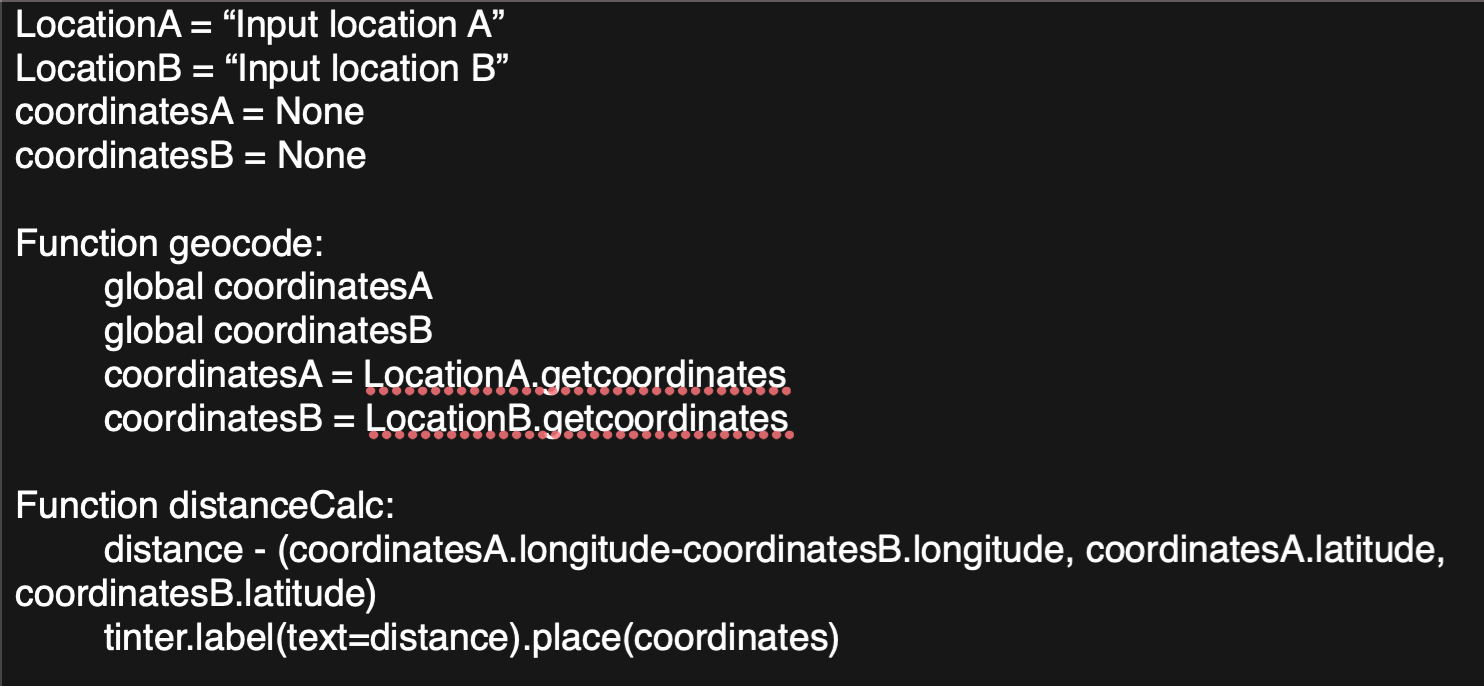 LocationA = “Input location A”
LocationB = “Input location B”
coordinatesA = None
coordinatesB = None
Function geocode:
global coordinatesA
global coordinatesB
coordinatesA = LocationA.getcoordinates
coordinatesB = LocationB.getcoordinates
Function distanceCalc:
distance - (coordinatesA.longitude-coordinatesB.longitude, coordinatesA.latitude,
coordinatesB.latitude)
tinter.label(text=distance).place(coordinates)